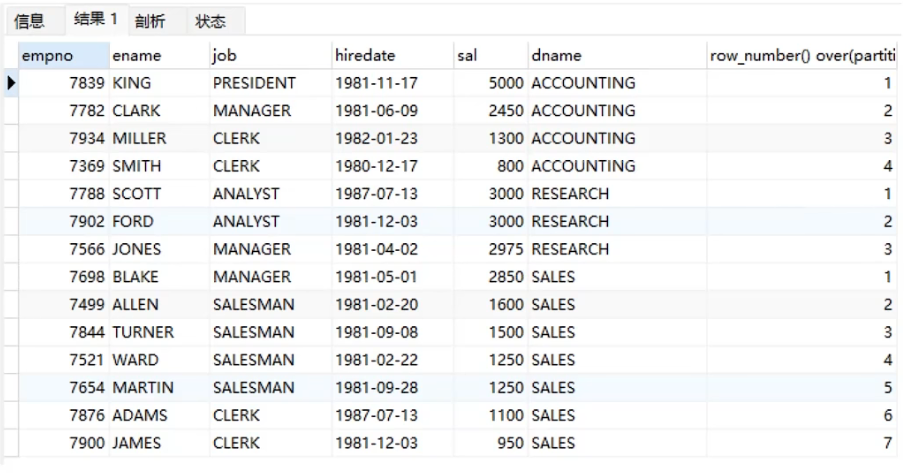 信息 结果 1 剖析 状态
empno ename job hiredate sal dname row_number() over(partiti
7839 KING PRESIDENT 1981-11-17 5000 ACCOUNTING 1
7782 CLARK MANAGER 1981-06-09 2450 ACCOUNTING 2
7934 MILLER CLERK 1982-01-23 1300 ACCOUNTING 3
7369 SMITH CLERK 1980-12-17 800 ACCOUNTING 4
7788 SCOTT ANALYST 1987-07-13 3000 RESEARCH 1
7902 FORD ANALYST 1981-12-03 3000 RESEARCH 2
7566 JONES MANAGER 1981-04-02 2975 RESEARCH 3
7698 BLAKE MANAGER 1981-05-01 2850 SALES 1
7499 ALLEN SALESMAN 1981-02-20 1600 SALES 2
7844 TURNER SALESMAN 1981-09-08 1500 SALES 3
7521 WARD SALESMAN 1981-02-22 1250 SALES 4
7654 MARTIN SALESMAN 1981-09-28 1250 SALES 5
7876 ADAMS CLERK 1987-07-13 1100 SALES 6
7900 JAMES CLERK 1981-12-03 950 SALES 7